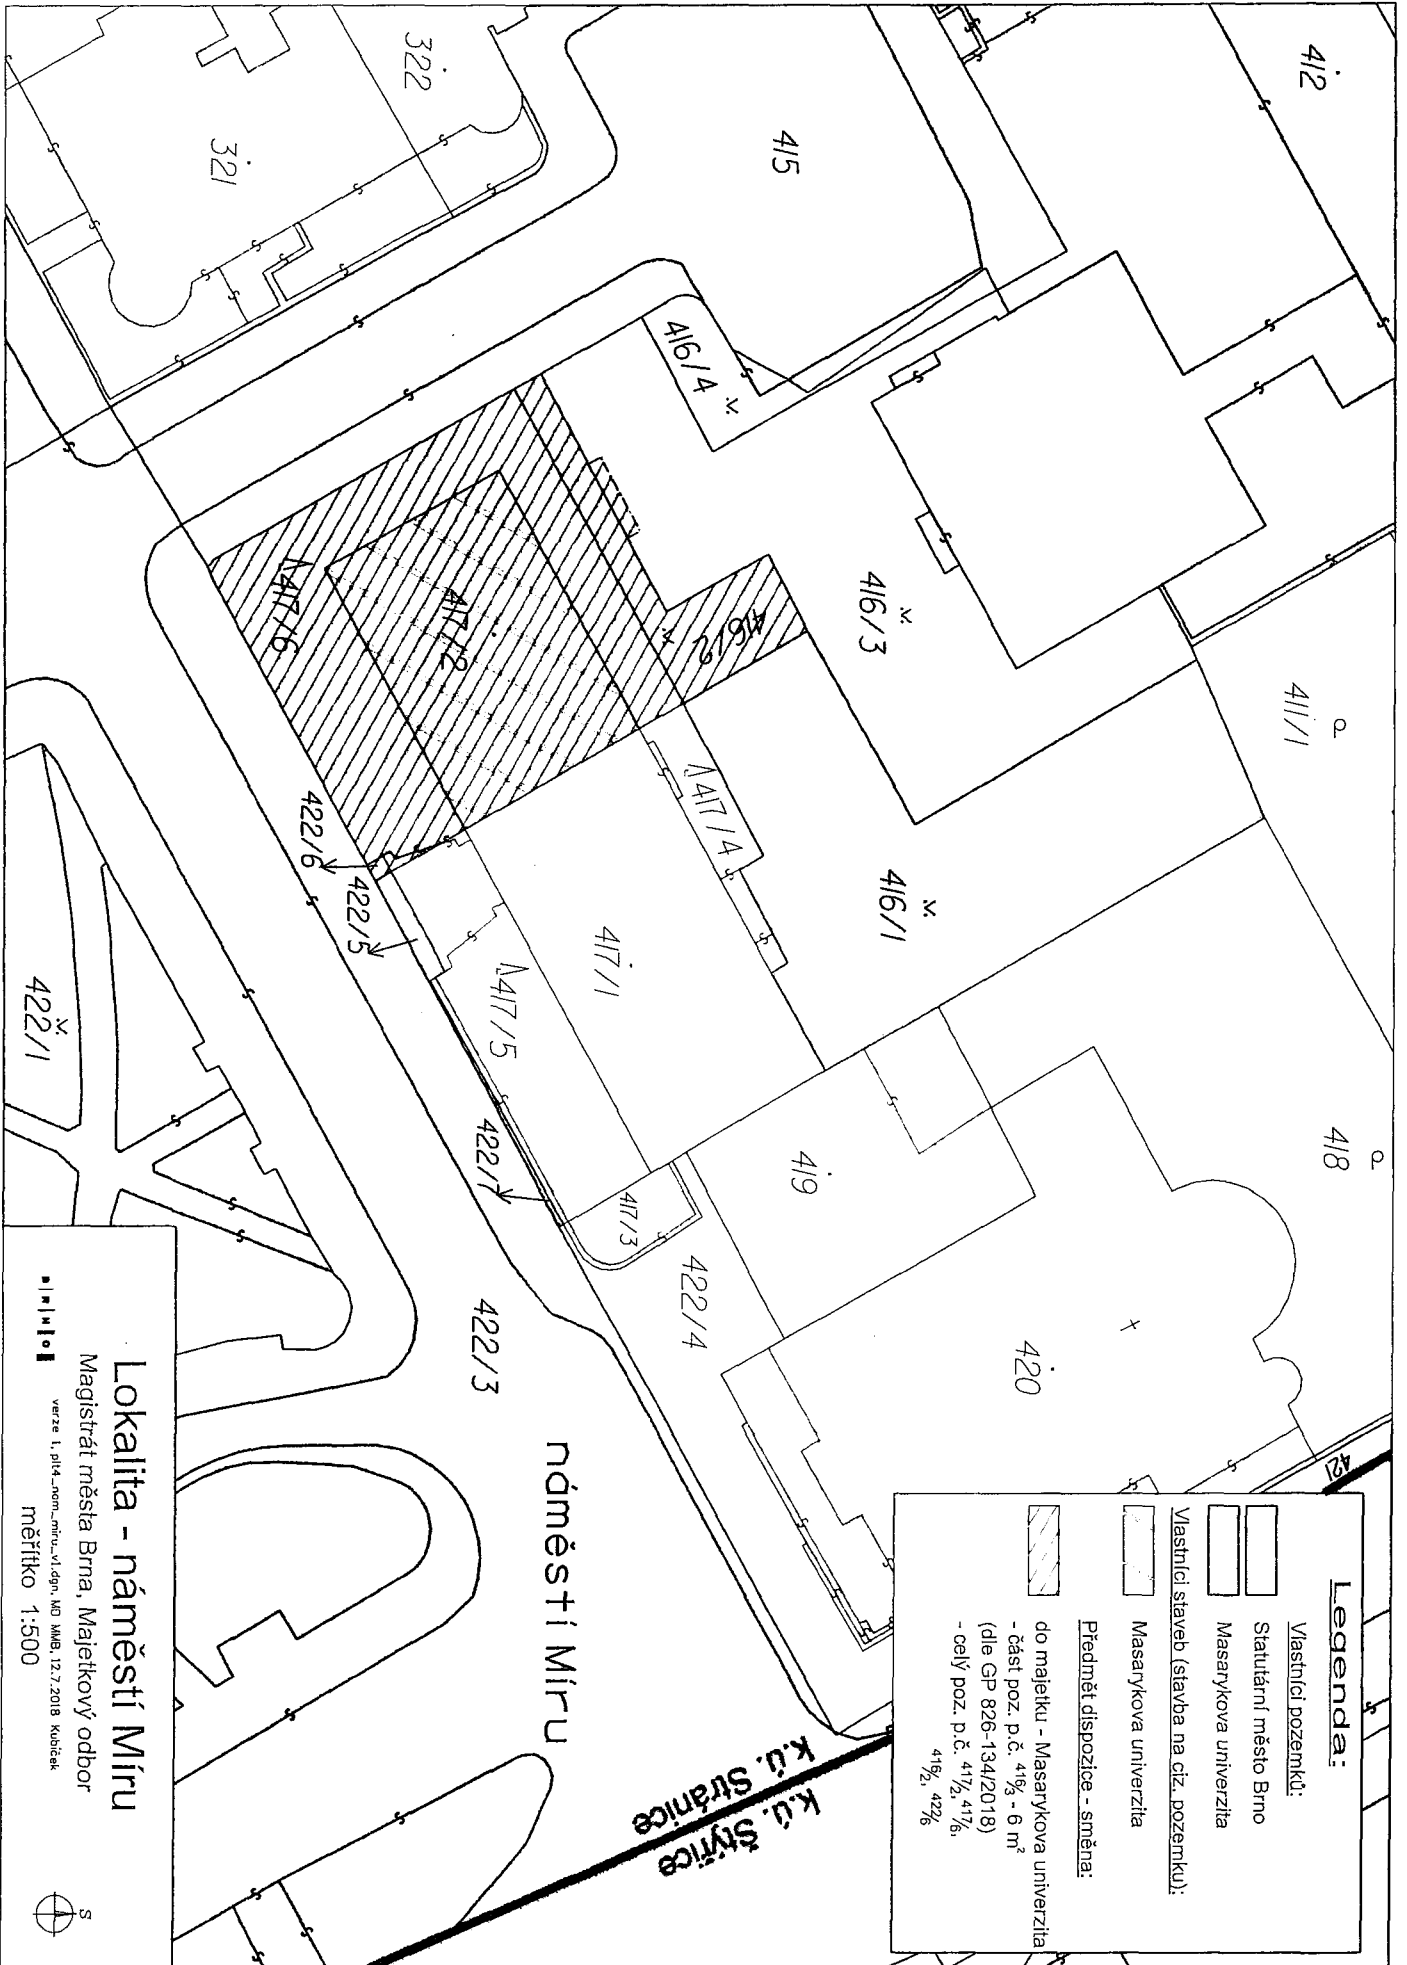 322
321
415
412
416/4
416/3
416/2
417/6
417/2
417/4
411/1
416/1
422/6
422/5
417/1
417/5
422/1
422/7
417/3
419
418
422/4
420
421
422/3
náměstí Míru
k.ú. Stránice
k.ú. Štýřice
Legenda:
Vlastníci pozemků:
Statutární město Brno
Masarykova univerzita
Vlastníci staveb (stavba na ciz. pozemku):
Masarykova univerzita
Předmět dispozice - směna:
do majetku - Masarykova univerzita
- část poz. p.č. 416/3 - 6 m²
(dle GP 826-134/2018)
- celý poz. p.č. 417/2, 417/6,
416/2, 422/6
Lokalita - náměstí Míru
Magistrát města Brna, Majetkový odbor
B|R|N|O
verze 1, pilt4_nam_miru_v1.dgn, MO MMB, 12.7.2018 Kubíček
měřítko 1:500
S